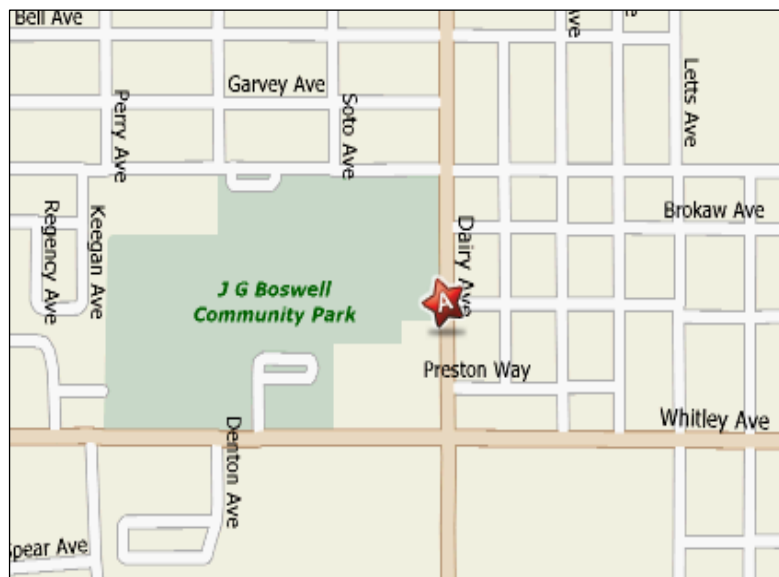 Bell Ave
Garvey Ave
Perry Ave
Soto Ave
Letts Ave
Ave
Regency Ave
Keegan Ave
Brokaw Ave
Dairy Ave
J G Boswell
Community Park
A
Preston Way
Whitley Ave
Denton Ave
Spear Ave